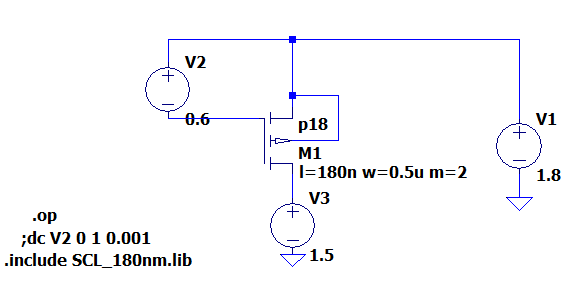 V2
0.6
p18
M1
l=180n w=0.5u m=2
V1
1.8
V3
1.5
.op
;dc V2 0 1 0.001
.include SCL_180nm.lib